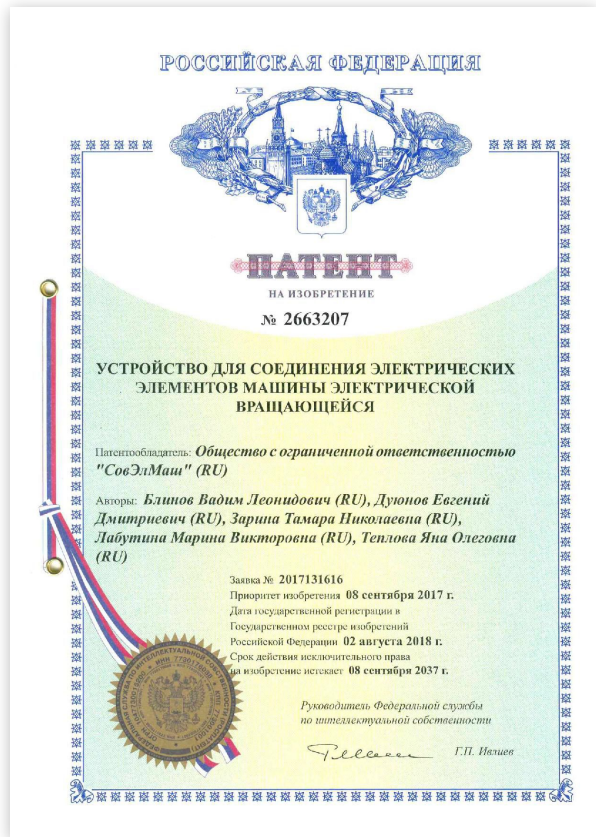 РОССИЙСКАЯ ФЕДЕРАЦИЯ
ПАТЕНТ
НА ИЗОБРЕТЕНИЕ
№ 2663207
УСТРОЙСТВО ДЛЯ СОЕДИНЕНИЯ ЭЛЕКТРИЧЕСКИХ
ЭЛЕМЕНТОВ МАШИНЫ ЭЛЕКТРИЧЕСКОЙ
ВРАЩАЮЩЕЙСЯ
Патентообладатель: Общество с ограниченной ответственностью
"СовЭлМаш" (RU)
Авторы: Блинов Вадим Леонидович (RU), Дуюнов Евгений
Дмитриевич (RU), Зарина Тамара Николаевна (RU),
Лабутина Марина Викторовна (RU), Теплова Яна Олеговна
(RU)
Заявка № 2017131616
Приоритет изобретения 08 сентября 2017 г.
Дата государственной регистрации в
Государственном реестре изобретений
Российской Федерации 02 августа 2018 г.
Срок действия исключительного права
на изобретение истекает 08 сентября 2037 г.
Руководитель Федеральной службы
по интеллектуальной собственности
Г.П. Ивлиев